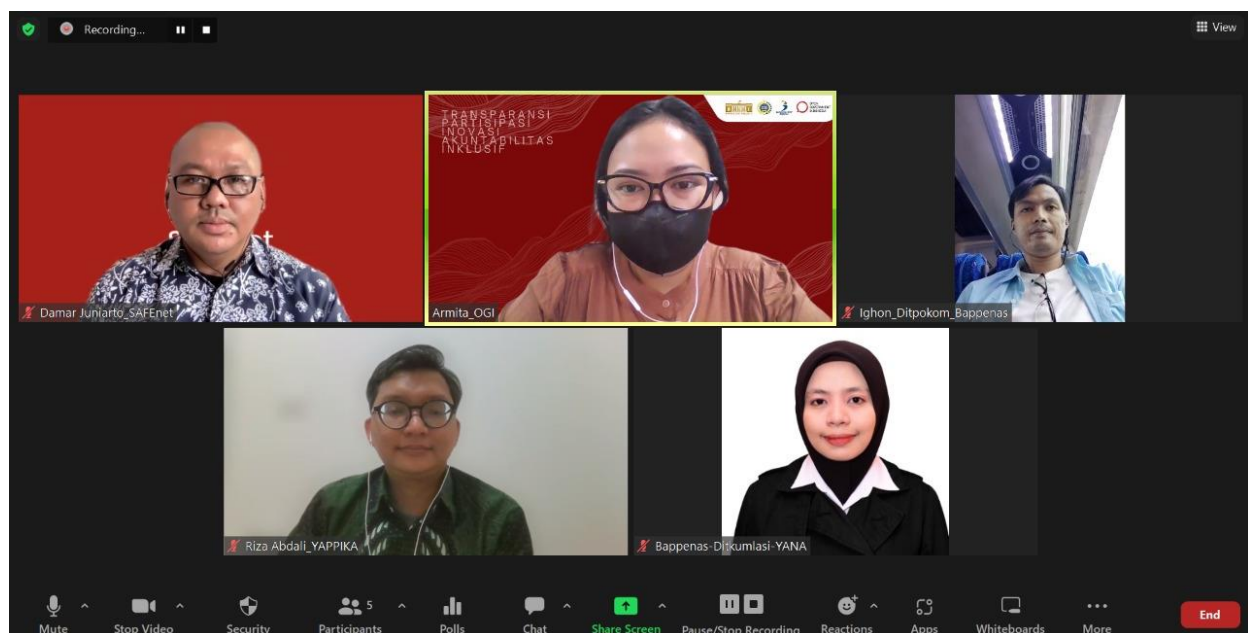 Recording...
View
TRANSPARANSI
PARTISIPASI
INOVASI
AKUNTABILITAS
INKLUSIF
Damar Juniarto_SAFEnet
Armita_OGI
Ighon_Ditpokom_Bappenas
Riza Abdali_YAPPIKA
Bappenas-Ditkumlasi-YANA
5
Mute
Stop Video
Security
Participants
Polls
Chat
Share Screen
Pause/Stop Recording
Reactions
Apps
Whiteboards
More
End